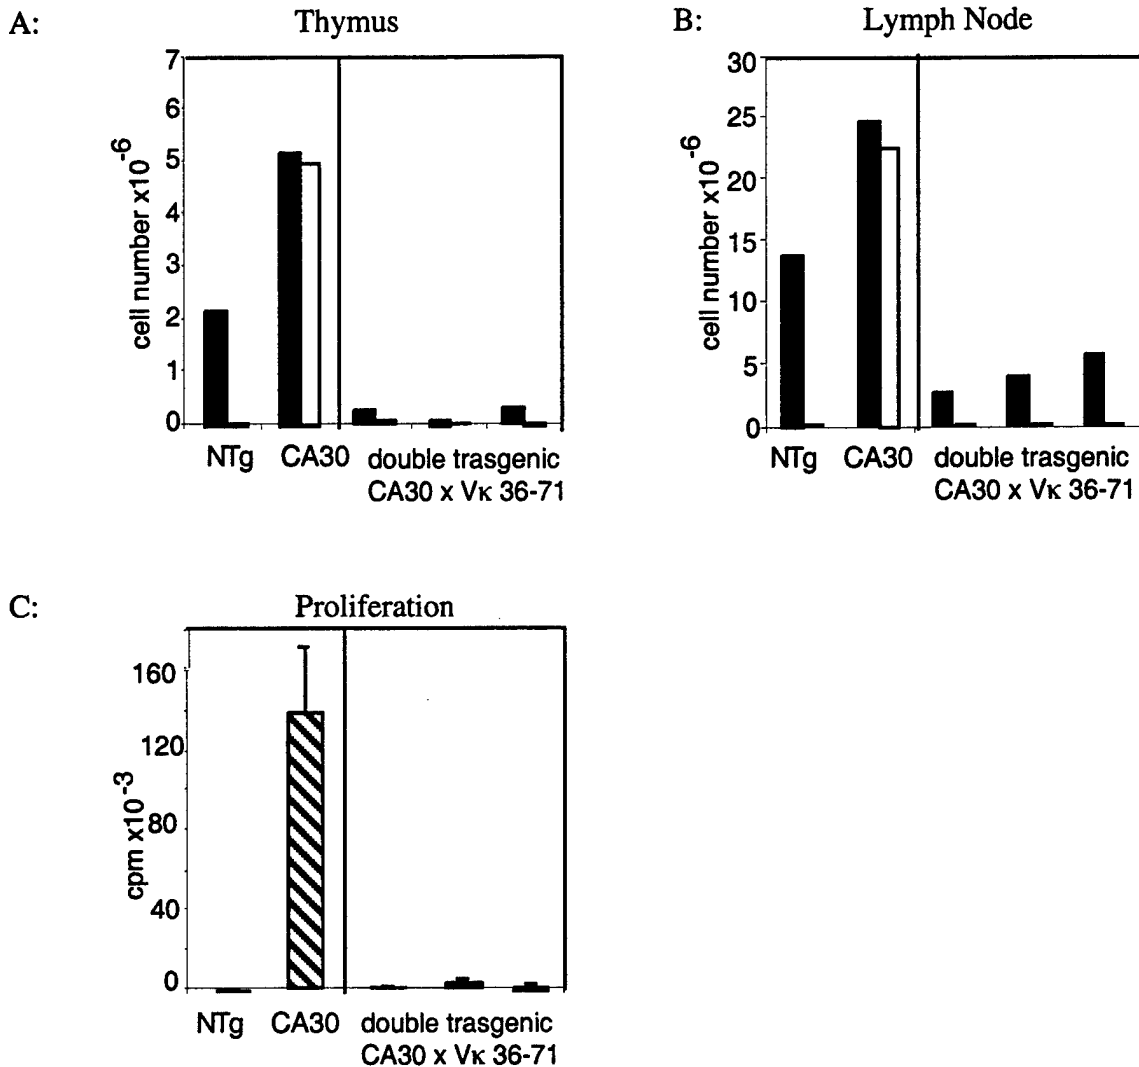 A:
Thymus
7
6
5
4
3
2
1
0
cell number x10-6
NTg
CA30
double trasgenic
CA30 x Vκ 36-71
B:
Lymph Node
30
25
20
15
10
5
0
cell number x10-6
NTg
CA30
double trasgenic
CA30 x Vκ 36-71
C:
Proliferation
160
120
80
40
0
cpm x10-3
NTg
CA30
double trasgenic
CA30 x Vκ 36-71